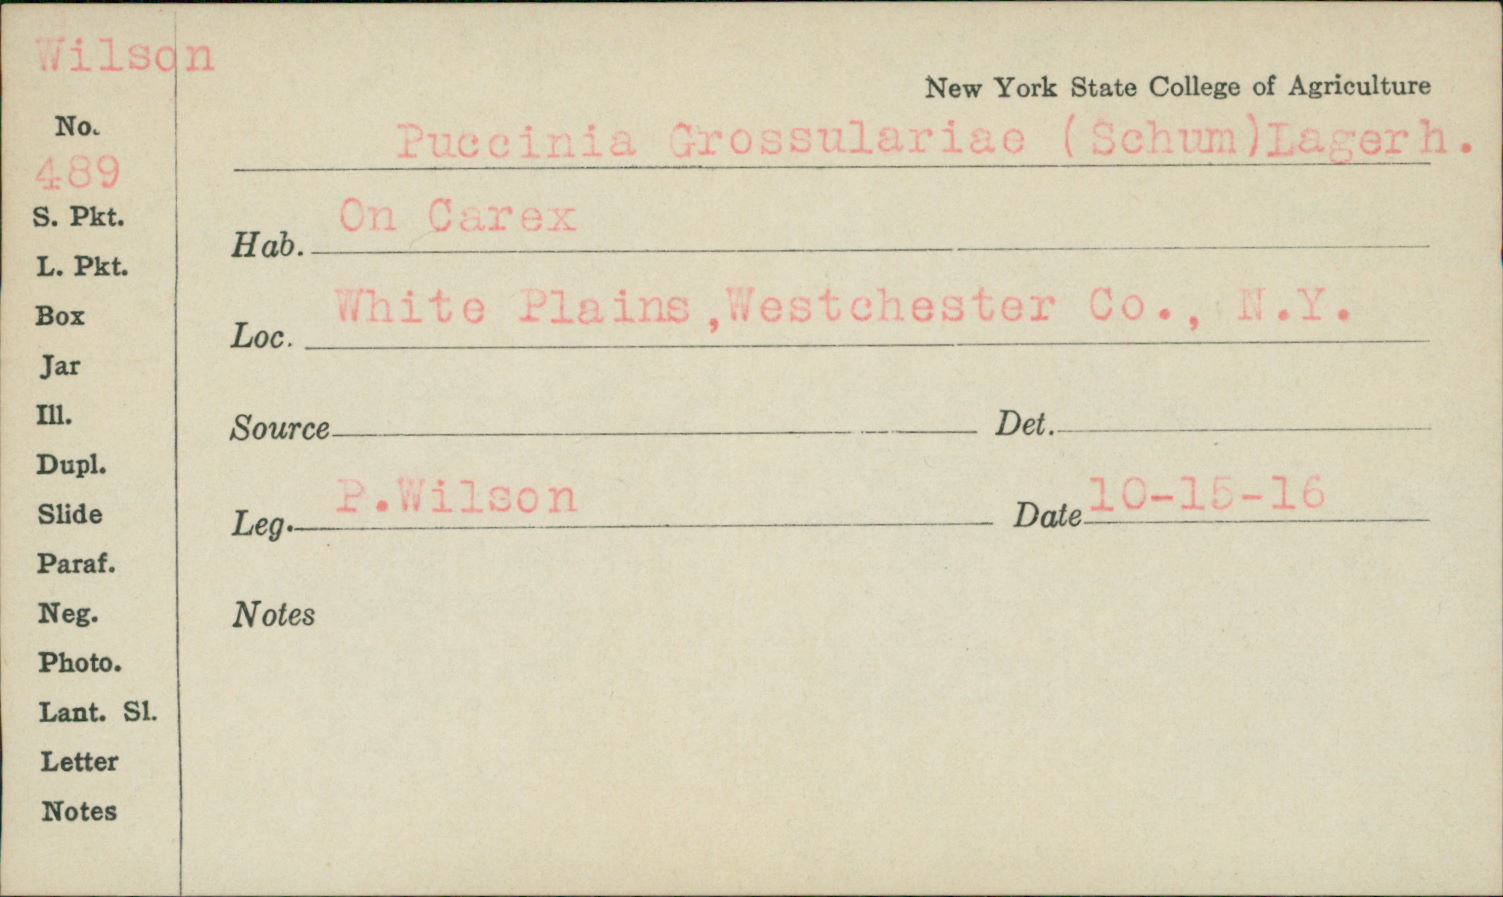 Wilson
New York State College of Agriculture
No.
489
Puccinia Grossulariae (Schum)Lagerh.
S. Pkt.
Hab. On Carex
L. Pkt.
Box
Loc. White Plains,Westchester Co., N.Y.
Jar
Ill.
Source Det.
Dupl.
Slide
Leg. P.Wilson Date 10-15-16
Paraf.
Neg.
Notes
Photo.
Lant. Sl.
Letter
Notes